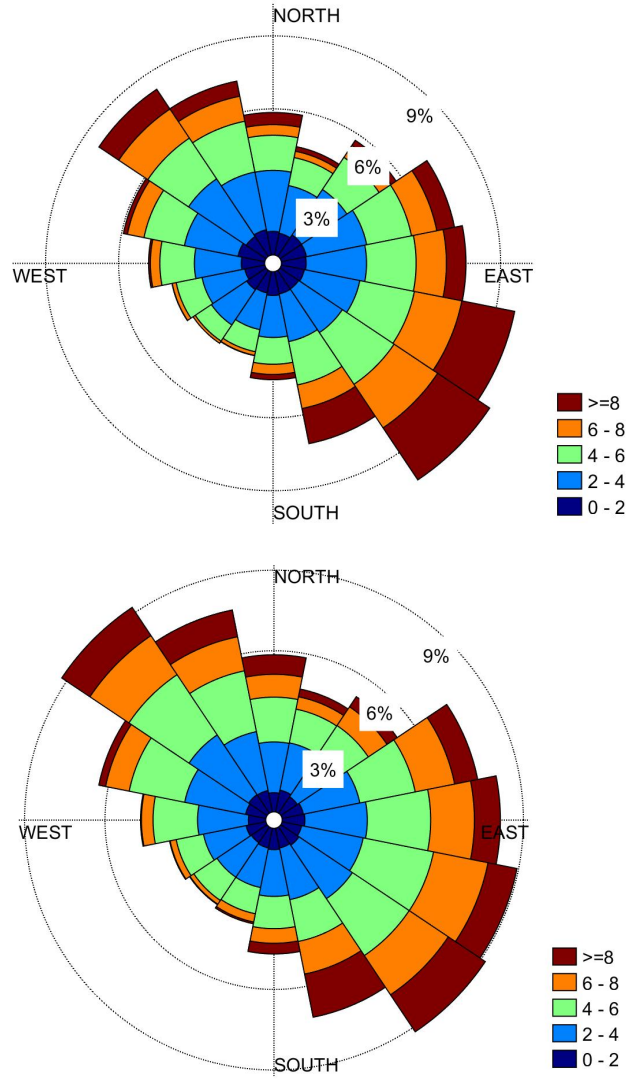 NORTH
9%
6%
3%
WEST
EAST
>=8
6 - 8
4 - 6
2 - 4
0 - 2
SOUTH
NORTH
9%
6%
3%
WEST
EAST
>=8
6 - 8
4 - 6
2 - 4
0 - 2
SOUTH